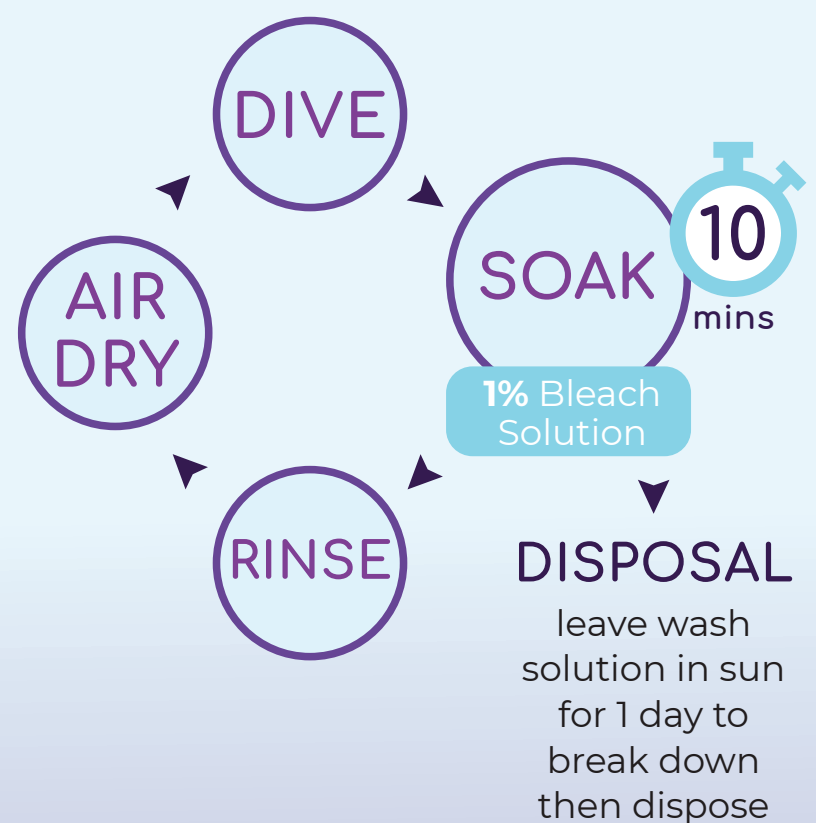 DIVE
SOAK
10
mins
1% Bleach
Solution
AIR
DRY
RINSE
DISPOSAL
leave wash
solution in sun
for 1 day to
break down
then dispose